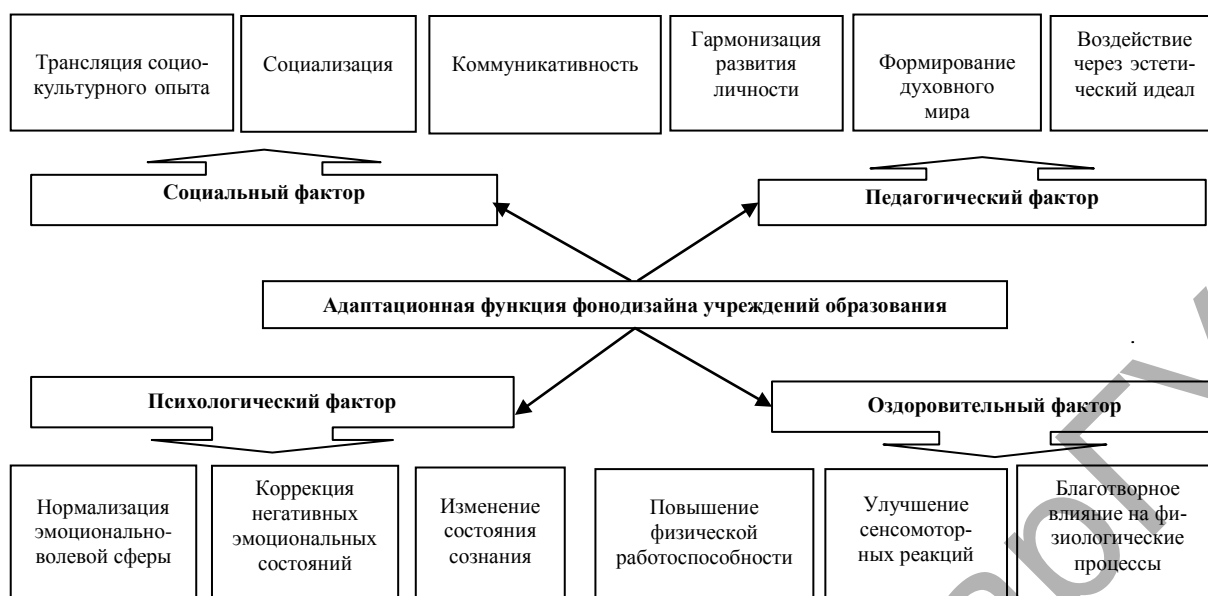 Трансляция социо-
культурного опыта
Социализация
Коммуникативность
Гармонизация
развития
личности
Формирование
духовного
мира
Воздействие
через эстети-
ческий идеал
Социальный фактор
Педагогический фактор
Адаптационная функция фонодизайна учреждений образования
Психологический фактор
Оздоровительный фактор
Нормализация
эмоционально-
волевой сферы
Коррекция
негативных
эмоциональных
состояний
Изменение
состояния
сознания
Повышение
физической
работоспособности
Улучшение
сенсомотор-
ных реакций
Благотворное
влияние на фи-
зиологические
процессы